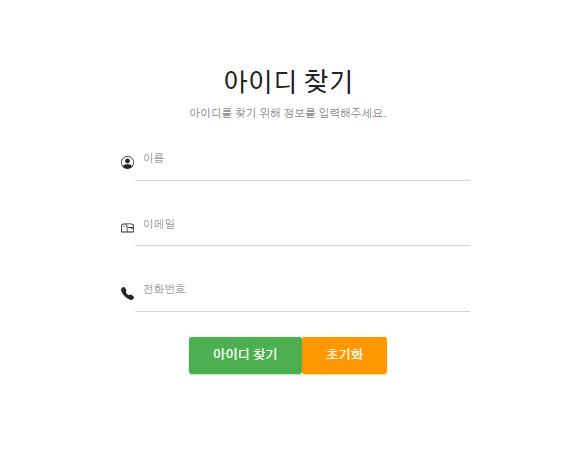 아이디 찾기
아이디를 찾기 위해 정보를 입력해주세요.
이름
이메일
전화번호
아이디 찾기 초기화